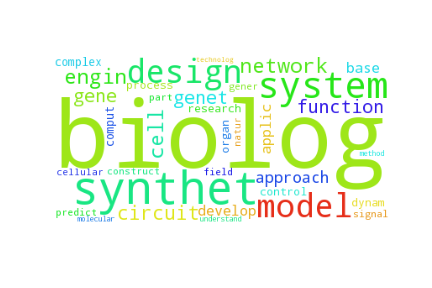 technolog
complex
design
network
base
engin
system
process
gener
gene
part
genet
research
function
biolog
comput
cell
organ
natur
applic
method
cellular
construct
field
approach
synthet
control
model
predict
circuit
develop
dynam
signal
molecular
understand